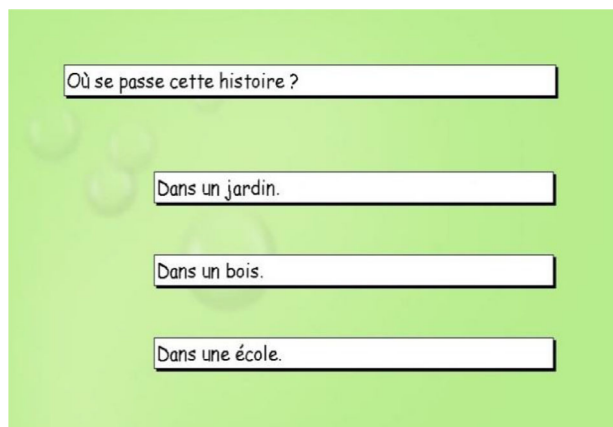 Où se passe cette histoire ?
Dans un jardin.
Dans un bois.
Dans une école.